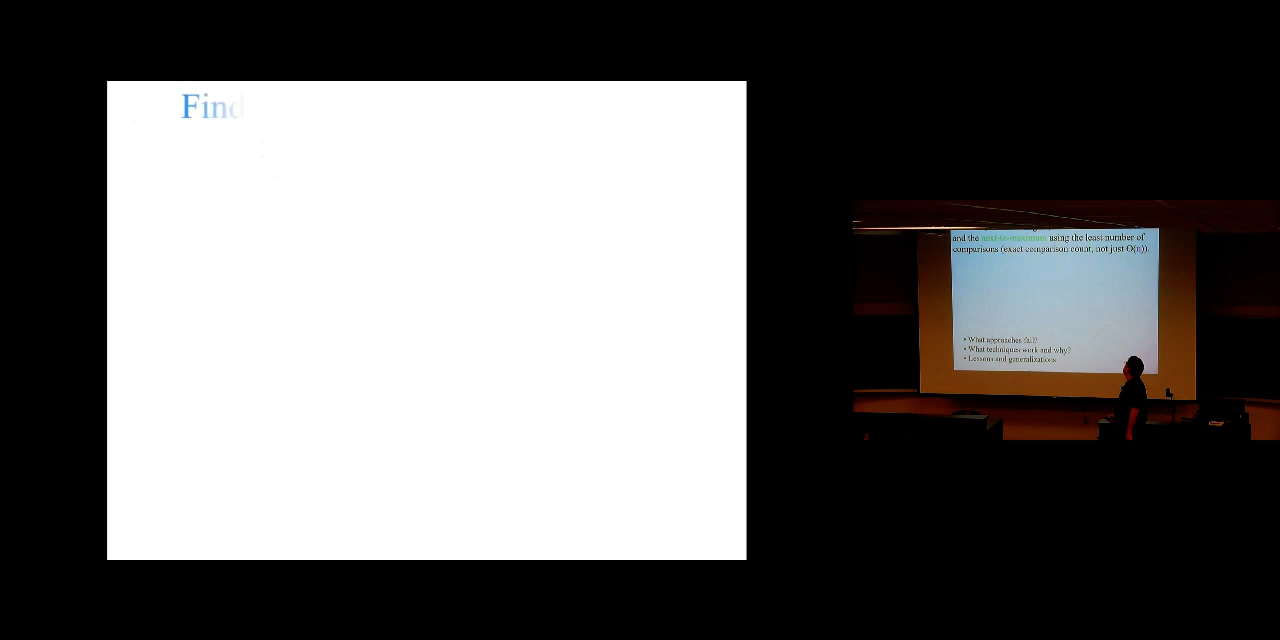 Find
and the next-to-maximum using the least number of
comparisons (exact comparison count, not just O(n)).
• What approaches fail?
• What techniques work and why?
• Lessons and generalizations